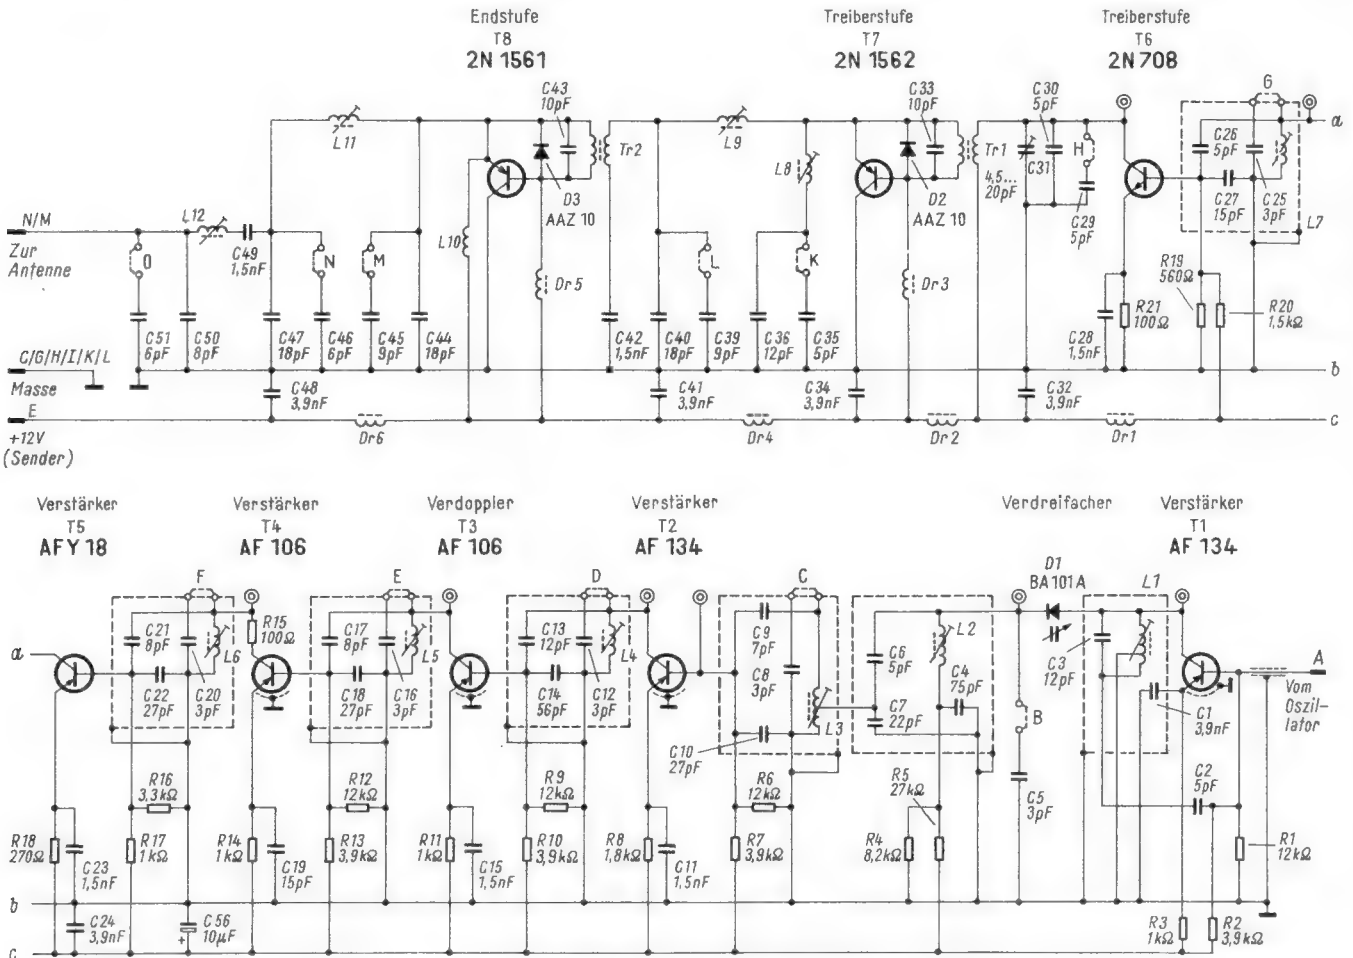 Endstufe
T8
2N 1561
Treiberstufe
T7
2N 1562
Treiberstufe
T6
2N 708
C43
10pF
C33
10pF
C30
5pF
G
a
L11
Tr2
L9
Tr1
H
C31
4,5...
20pF
C26
5pF
L8
D3
AAZ 10
D2
AAZ 10
C29
5pF
C27
15pF
C25
3pF
L7
N/M
Zur
Antenne
L12
C49
1,5nF
O
N
M
L10
Dr5
L
K
Dr3
R19
560Ω
R20
1,5kΩ
R21
100Ω
C28
1,5nF
C51
6pF
C50
8pF
C47
18pF
C46
6pF
C45
9pF
C44
18pF
C42
1,5nF
C40
18pF
C39
9pF
C36
12pF
C35
5pF
C/G/H/I/K/L
Masse
b
C48
3,9nF
C41
3,9nF
C34
3,9nF
C32
3,9nF
E
+12V
(Sender)
Dr6
Dr4
Dr2
Dr1
c
Verstärker
T5
AFY 18
Verstärker
T4
AF 106
Verdoppler
T3
AF 106
Verstärker
T2
AF 134
Verdreifacher
Verstärker
T1
AF 134
D1
BA 101 A
L1
F
E
D
C
R15
100Ω
C21
8pF
L6
C17
8pF
L5
C13
12pF
L4
C9
7pF
C8
3pF
L3
C6
5pF
L2
C4
75pF
C3
12pF
a
C22
27pF
C20
3pF
C18
27pF
C16
3pF
C14
56pF
C12
3pF
C10
27pF
C7
22pF
B
C1
3,9nF
A
Vom
Oszil-
lator
R16
3,3kΩ
R12
12kΩ
R9
12kΩ
R6
12kΩ
R5
27kΩ
C2
5pF
C5
3pF
R18
270Ω
C23
1,5nF
R17
1kΩ
R14
1kΩ
C19
15pF
R13
3,9kΩ
R11
1kΩ
C15
1,5nF
R10
3,9kΩ
R8
1,8kΩ
C11
1,5nF
R7
3,9kΩ
R4
8,2kΩ
R1
12kΩ
b
C24
3,9nF
C56
10µF
+
R3
1kΩ
R2
3,9kΩ
c